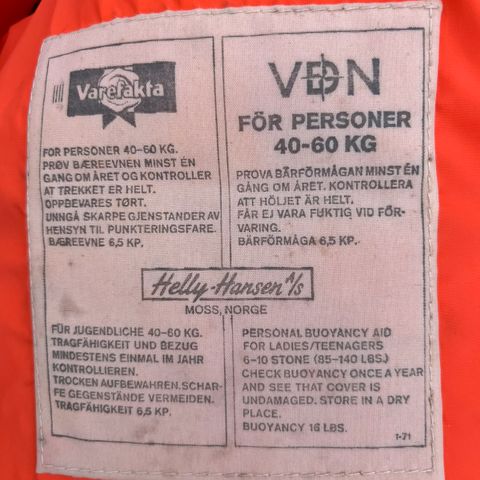 Varefakta
FOR PERSONER 40-60 KG.
PRØV BÆREEVNEN MINST ÉN
GANG OM ÅRET OG KONTROLLER
AT TREKKET ER HELT.
OPPBEVARES TØRT.
UNNGÅ SKARPE GJENSTANDER AV
HENSYN TIL PUNKTERINGSFARE.
BÆREEVNE 6,5 KP.
VDN
FÖR PERSONER
40-60 KG
PROVA BÄRFÖRMÅGAN MINST ÉN
GÅNG OM ÅRET. KONTROLLERA
ATT HÖLJET ÄR HELT.
FÅR EJ VARA FUKTIG VID FÖR-
VARING.
BÄRFÖRMÅGA 6,5 KP.
Helly-Hansen A/S
MOSS, NORGE
FÜR JUGENDLICHE 40-60 KG.
TRAGFÄHIGKEIT UND BEZUG
MINDESTENS EINMAL IM JAHR
KONTROLLIEREN.
TROCKEN AUFBEWAHREN. SCHAR-
FE GEGENSTÄNDE VERMEIDEN.
TRAGFÄHIGKEIT 6,5 KP.
PERSONAL BUOYANCY AID
FOR LADIES/TEENAGERS
6-10 STONE (85-140 LBS.)
CHECK BUOYANCY ONCE A YEAR
AND SEE THAT COVER IS
UNDAMAGED. STORE IN A DRY
PLACE.
BUOYANCY 16 LBS.
1-71